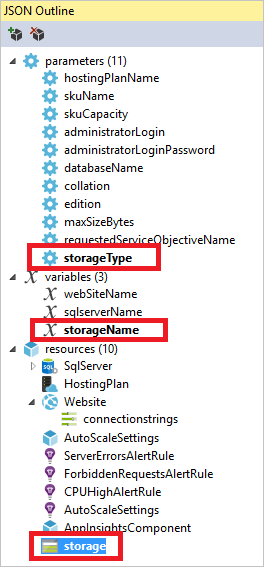 JSON Outline
parameters (11)
hostingPlanName
skuName
skuCapacity
administratorLogin
administratorLoginPassword
databaseName
collation
edition
maxSizeBytes
requestedServiceObjectiveName
storageType
variables (3)
webSiteName
sqlserverName
storageName
resources (10)
SqlServer
HostingPlan
Website
connectionstrings
AutoScaleSettings
ServerErrorsAlertRule
ForbiddenRequestsAlertRule
CPUHighAlertRule
AutoScaleSettings
AppInsightsComponent
storage